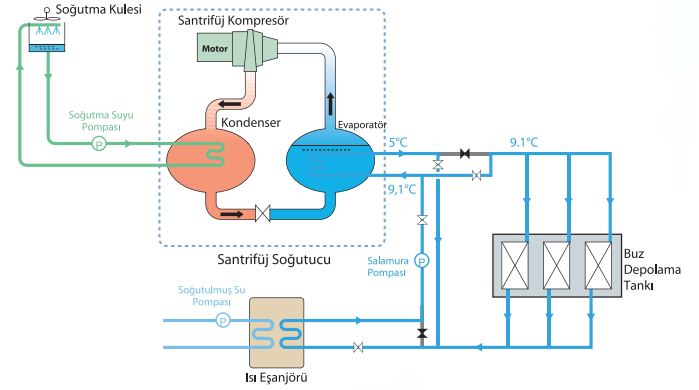 Soğutma Kulesi
Santrifüj Kompresör
Motor
Soğutma Suyu
Pompası
P
Kondenser
Evaporatör
5°C
9.1°C
9,1°C
Santrifüj Soğutucu
Salamura
Pompası
P
Buz
Depolama
Tankı
Soğutulmuş Su
Pompası
P
Isı Eşanjörü